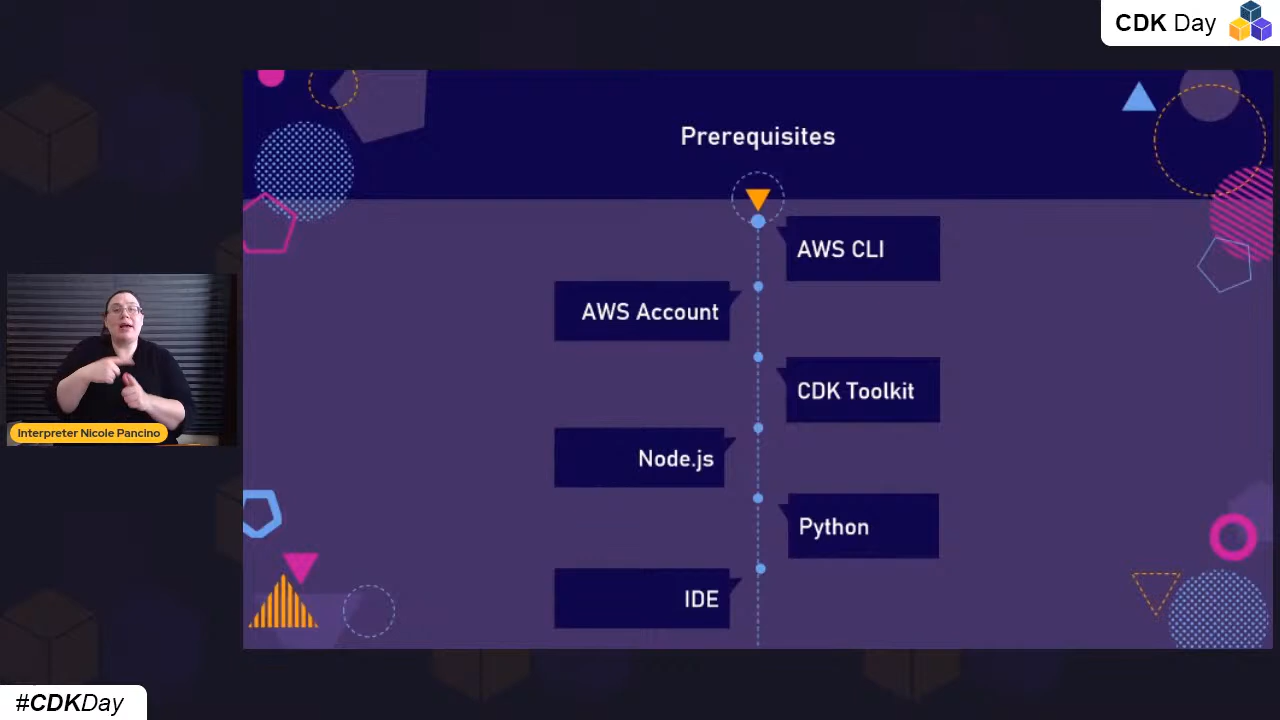 CDK Day
Prerequisites
AWS CLI
AWS Account
CDK Toolkit
Node.js
Python
IDE
Interpreter Nicole Pancino
#CDKDay